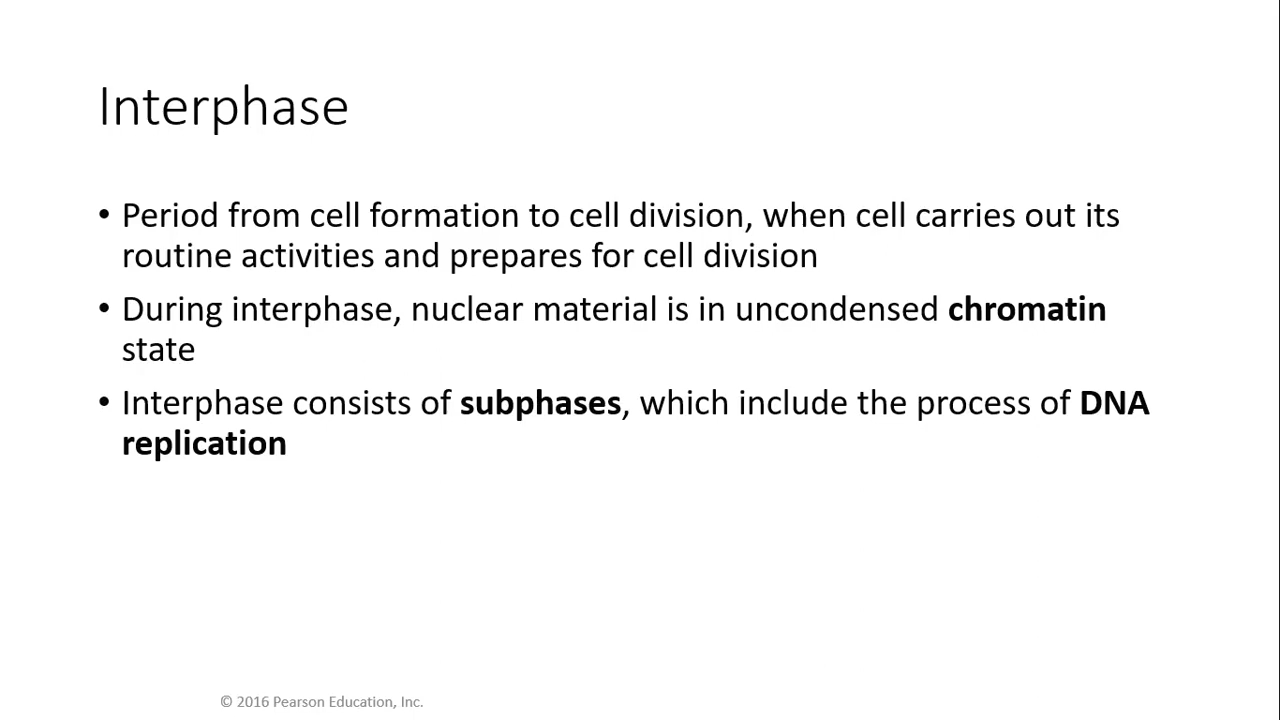 Interphase
• Period from cell formation to cell division, when cell carries out its
routine activities and prepares for cell division
• During interphase, nuclear material is in uncondensed chromatin
state
• Interphase consists of subphases, which include the process of DNA
replication
© 2016 Pearson Education, Inc.